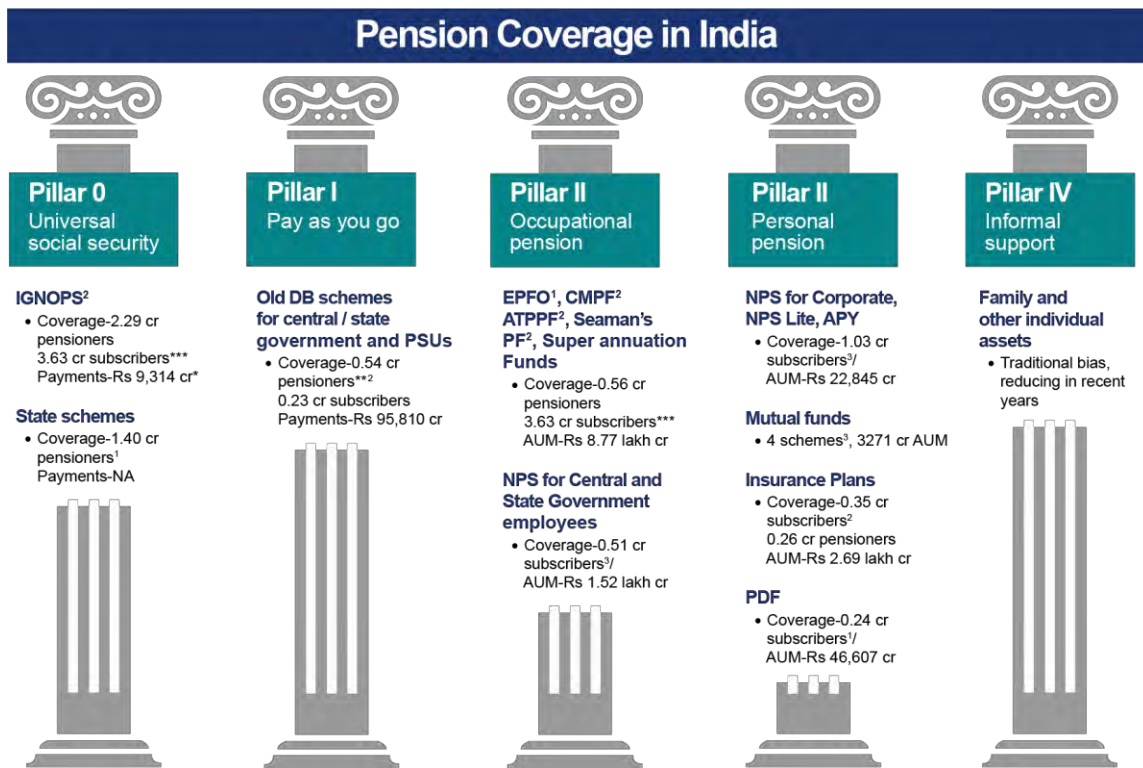 Pension Coverage in India
Pillar 0
Universal
social security
IGNOPS²
• Coverage-2.29 cr
pensioners
3.63 cr subscribers***
Payments-Rs 9,314 cr*
State schemes
• Coverage-1.40 cr
pensioners¹
Payments-NA
Pillar I
Pay as you go
Old DB schemes
for central / state
government and PSUs
• Coverage-0.54 cr
pensioners**²
0.23 cr subscribers
Payments-Rs 95,810 cr
Pillar II
Occupational
pension
EPFO¹, CMPF²
ATPPF², Seaman's
PF², Super annuation
Funds
• Coverage-0.56 cr
pensioners
3.63 cr subscribers***
AUM-Rs 8.77 lakh cr
NPS for Central and
State Government
employees
• Coverage-0.51 cr
subscribers³/
AUM-Rs 1.52 lakh cr
Pillar II
Personal
pension
NPS for Corporate,
NPS Lite, APY
• Coverage-1.03 cr
subscribers³/
AUM-Rs 22,845 cr
Mutual funds
• 4 schemes³, 3271 cr AUM
Insurance Plans
• Coverage-0.35 cr
subscribers²
0.26 cr pensioners
AUM-Rs 2.69 lakh cr
PDF
• Coverage-0.24 cr
subscribers¹/
AUM-Rs 46,607 cr
Pillar IV
Informal
support
Family and
other individual
assets
• Traditional bias,
reducing in recent
years